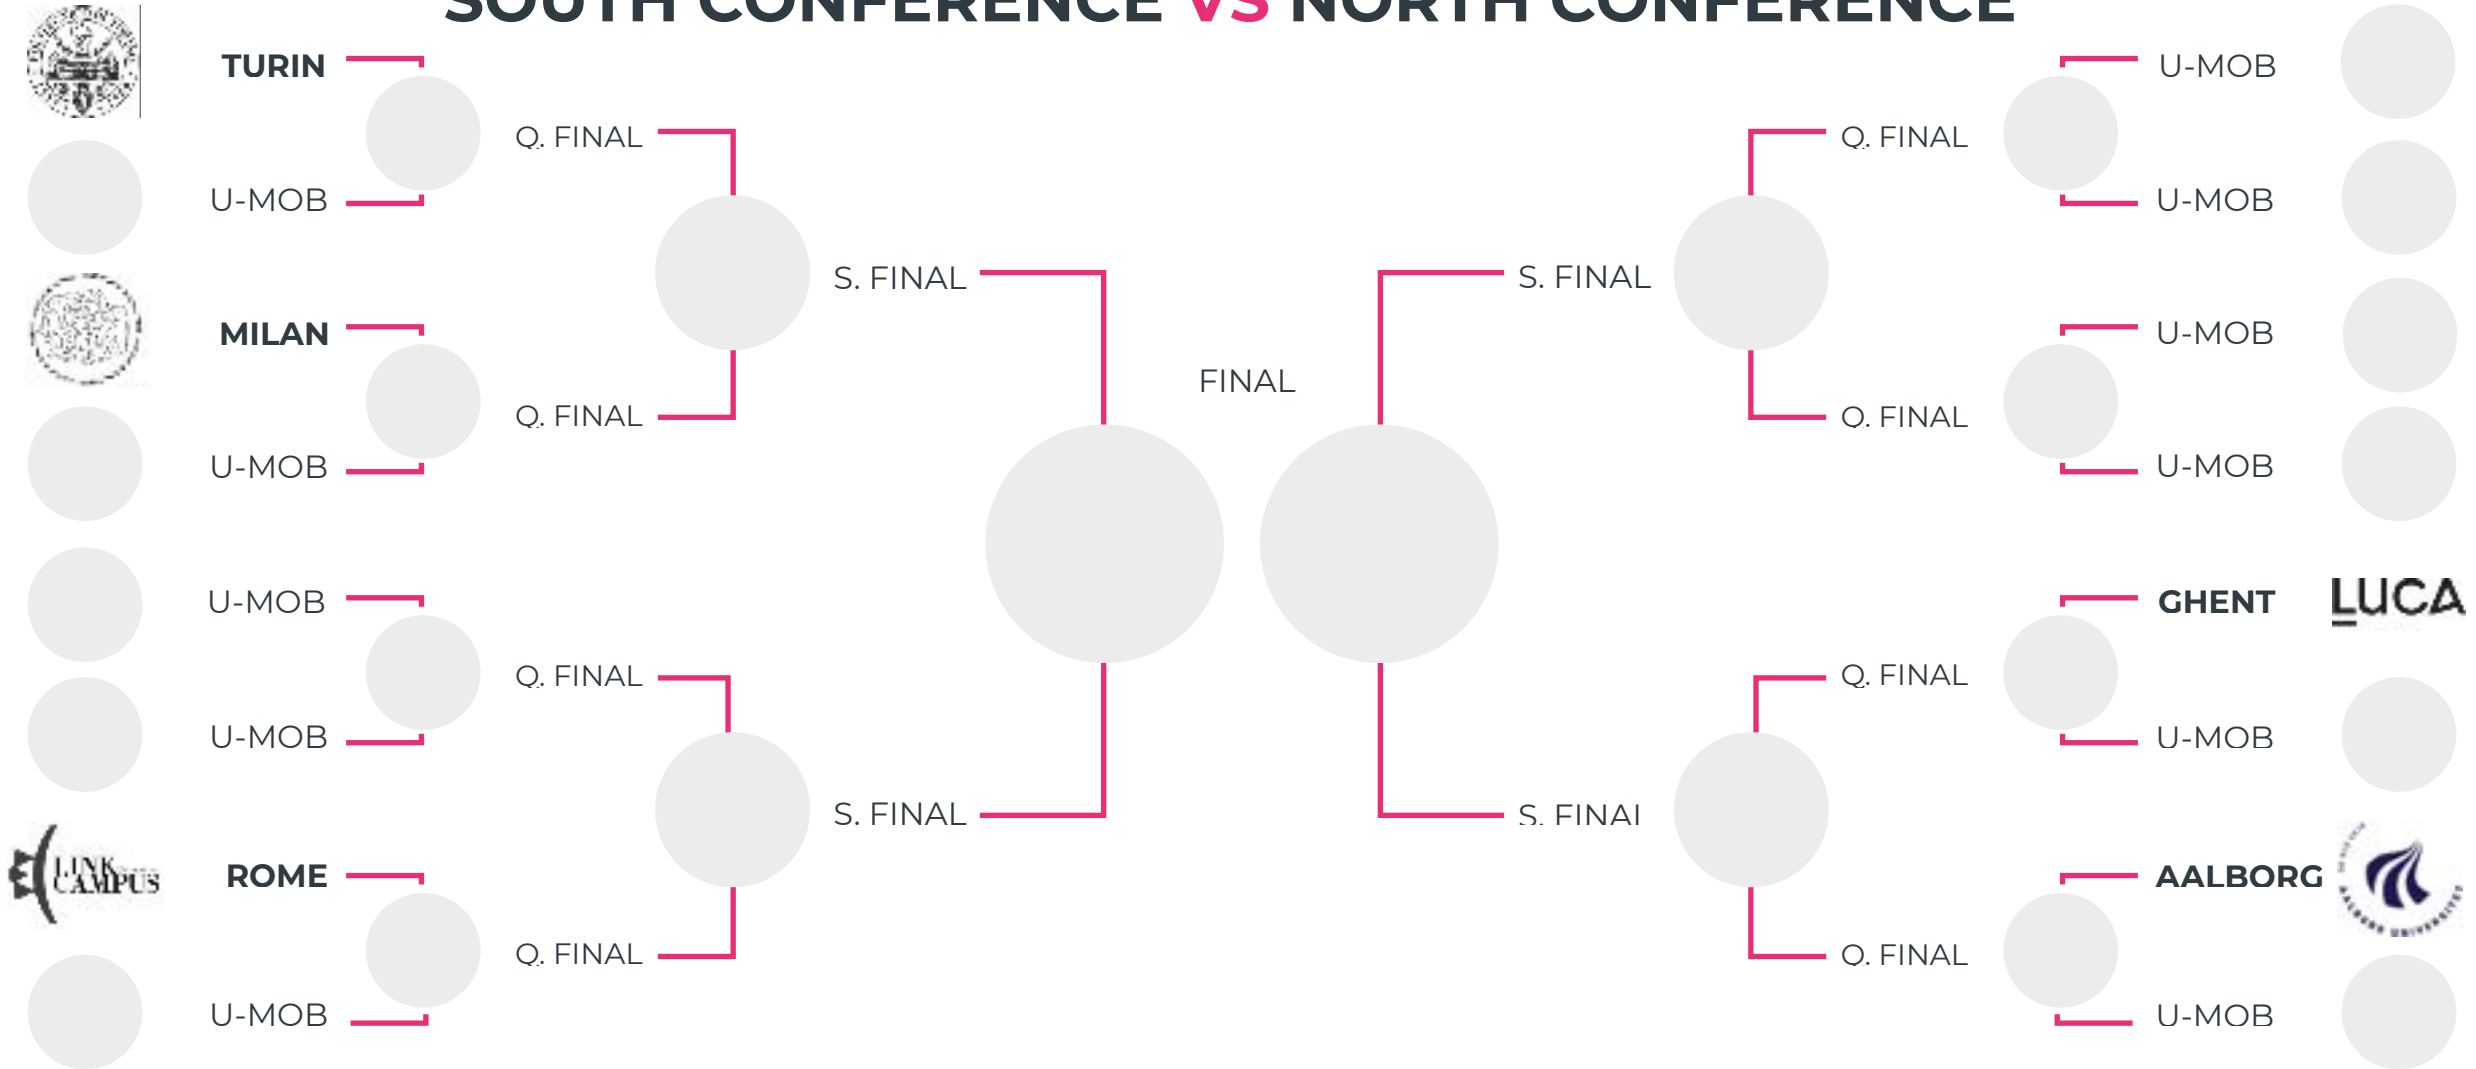 SOUTH CONFERENCE VS NORTH CONFERENCE
TURIN
U-MOB
Q. FINAL
Q. FINAL
U-MOB
U-MOB
U-MOB
S. FINAL
S. FINAL
MILAN
U-MOB
FINAL
Q. FINAL
Q. FINAL
U-MOB
U-MOB
U-MOB
GHENT
LUCA
Q. FINAL
Q. FINAL
U-MOB
U-MOB
S. FINAL
S. FINAL
LINK
CAMPUS
ROME
AALBORG
AALBORG UNIVERSITET
Q. FINAL
Q. FINAL
U-MOB
U-MOB